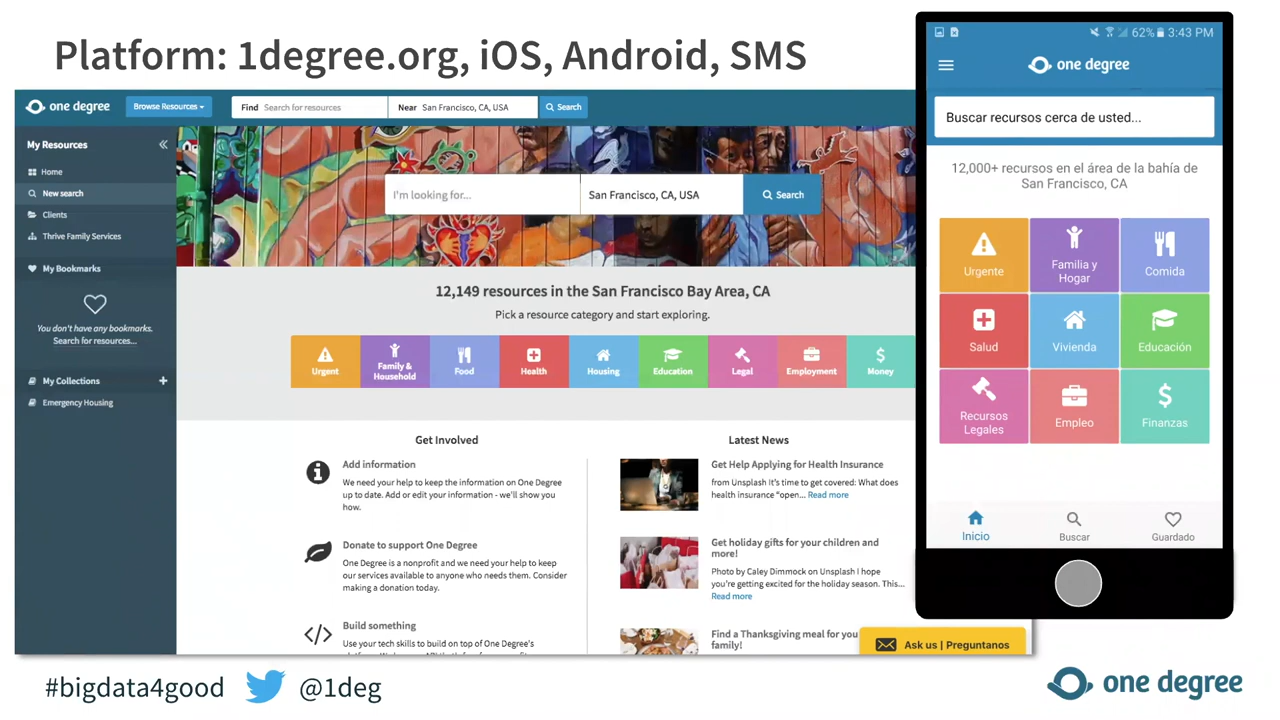 Platform: 1degree.org, iOS, Android, SMS
one degree
Browse Resources
Find Search for resources
Near San Francisco, CA, USA
Search
My Resources
Home
New search
Clients
Thrive Family Services
My Bookmarks
You don't have any bookmarks.
Search for resources...
My Collections +
Emergency Housing
I'm looking for...
San Francisco, CA, USA
Search
12,149 resources in the San Francisco Bay Area, CA
Pick a resource category and start exploring.
Urgent
Family &
Household
Food
Health
Housing
Education
Legal
Employment
$
Money
Get Involved
Add information
We need your help to keep the information on One Degree
up to date. Add or edit your information - we'll show you
how.
Donate to support One Degree
One Degree is a nonprofit and we need your help to keep
our services available to anyone who needs them. Consider
making a donation today.
</>
Build something
Use your tech skills to build on top of One Degree's
Latest News
Get Help Applying for Health Insurance
from Unsplash It's time to get covered: What does
health insurance "open... Read more
Get holiday gifts for your children and
more!
Photo by Caley Dimmock on Unsplash I hope
you're getting excited for the holiday season. This...
Read more
Find a Thanksgiving meal for you
family!
Ask us | Preguntanos
62% 3:43 PM
one degree
Buscar recursos cerca de usted...
12,000+ recursos en el área de la bahía de
San Francisco, CA
Urgente
Familia y
Hogar
Comida
Salud
Vivienda
Educación
Recursos
Legales
Empleo
$
Finanzas
Inicio
Buscar
Guardado
#bigdata4good
@1deg
one degree